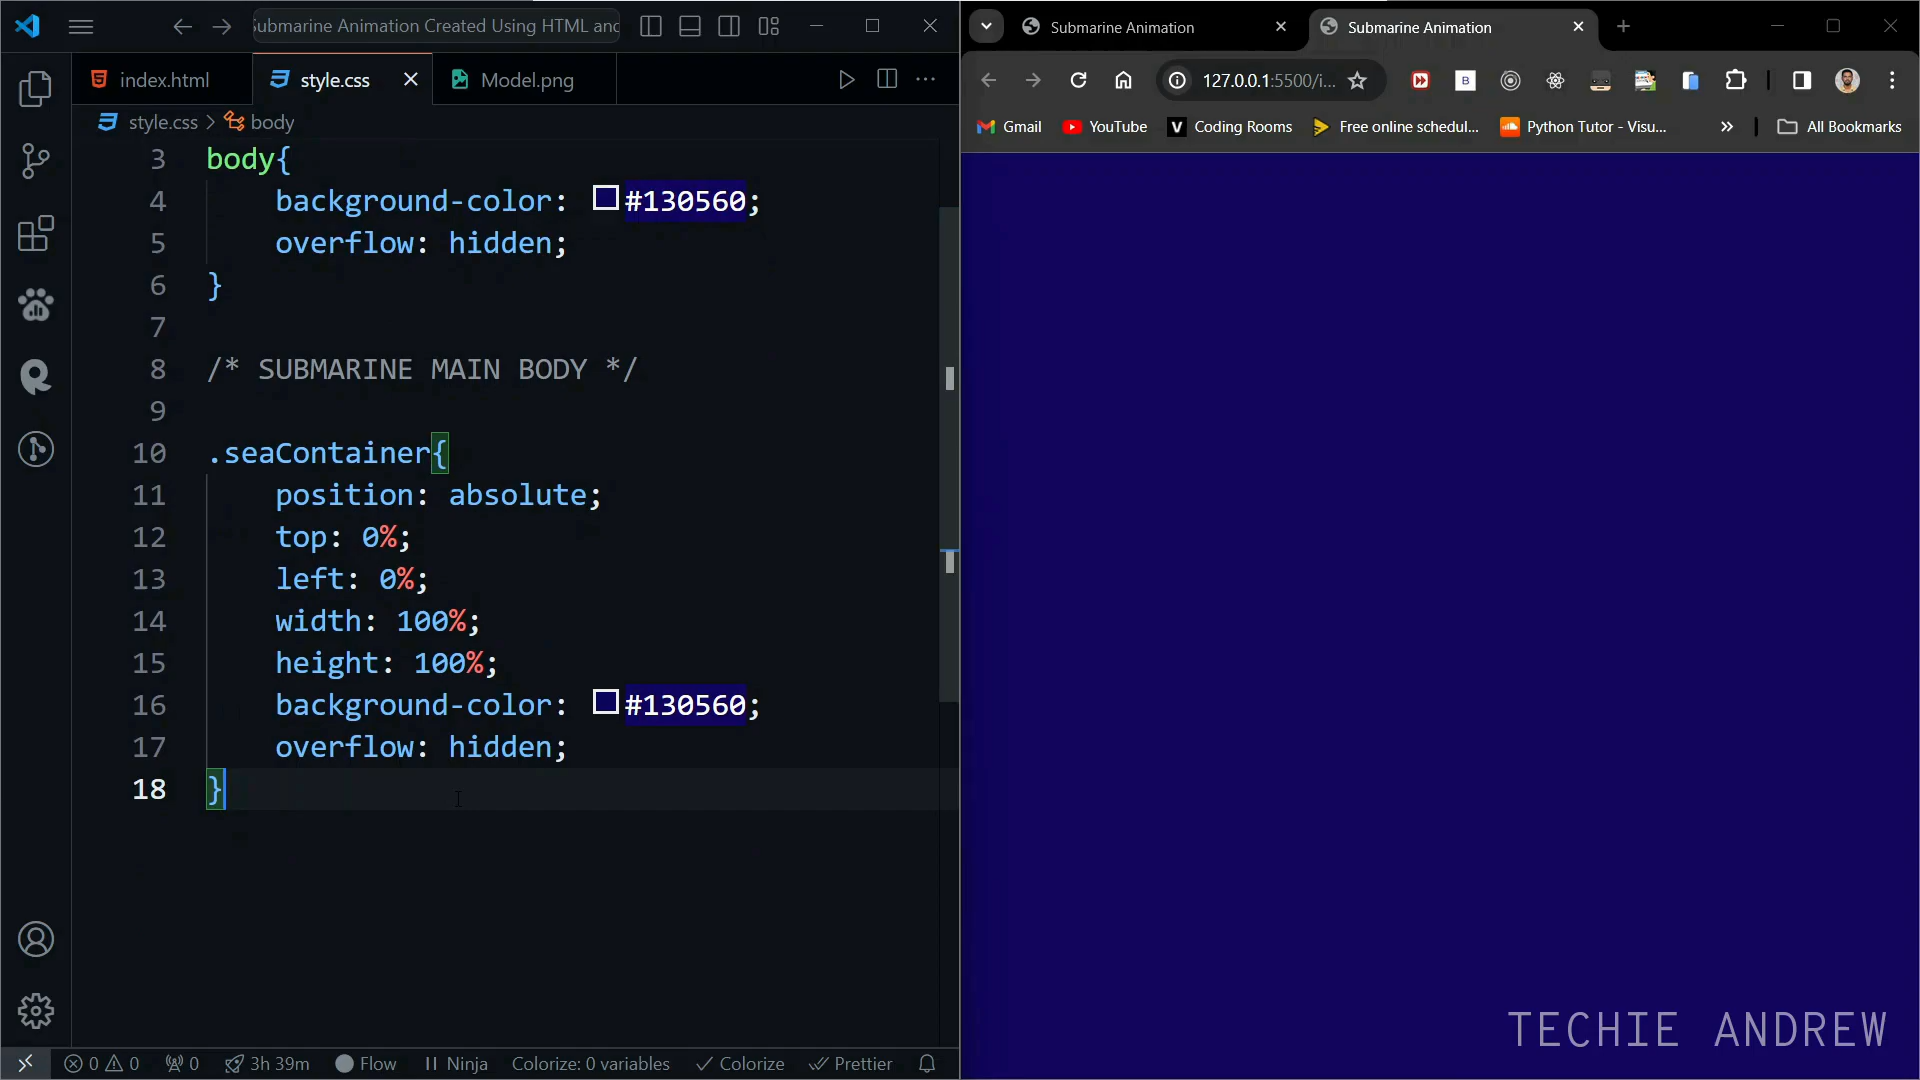 Submarine Animation Created Using HTML and
index.html
style.css
Model.png
style.css > body
3 body{
4 background-color: #130560;
5 overflow: hidden;
6 }
7
8 /* SUBMARINE MAIN BODY */
9
10 .seaContainer{
11 position: absolute;
12 top: 0%;
13 left: 0%;
14 width: 100%;
15 height: 100%;
16 background-color: #130560;
17 overflow: hidden;
18 }
0 0 0 3h 39m Flow Ninja Colorize: 0 variables Colorize Prettier
Submarine Animation
Submarine Animation
127.0.0.1:5500/i...
Gmail YouTube Coding Rooms Free online schedul... Python Tutor - Visu... All Bookmarks
TECHIE ANDREW